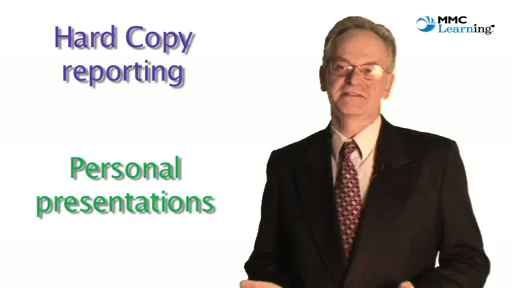 Hard Copy
reporting
MMC
Learning
Personal
presentations